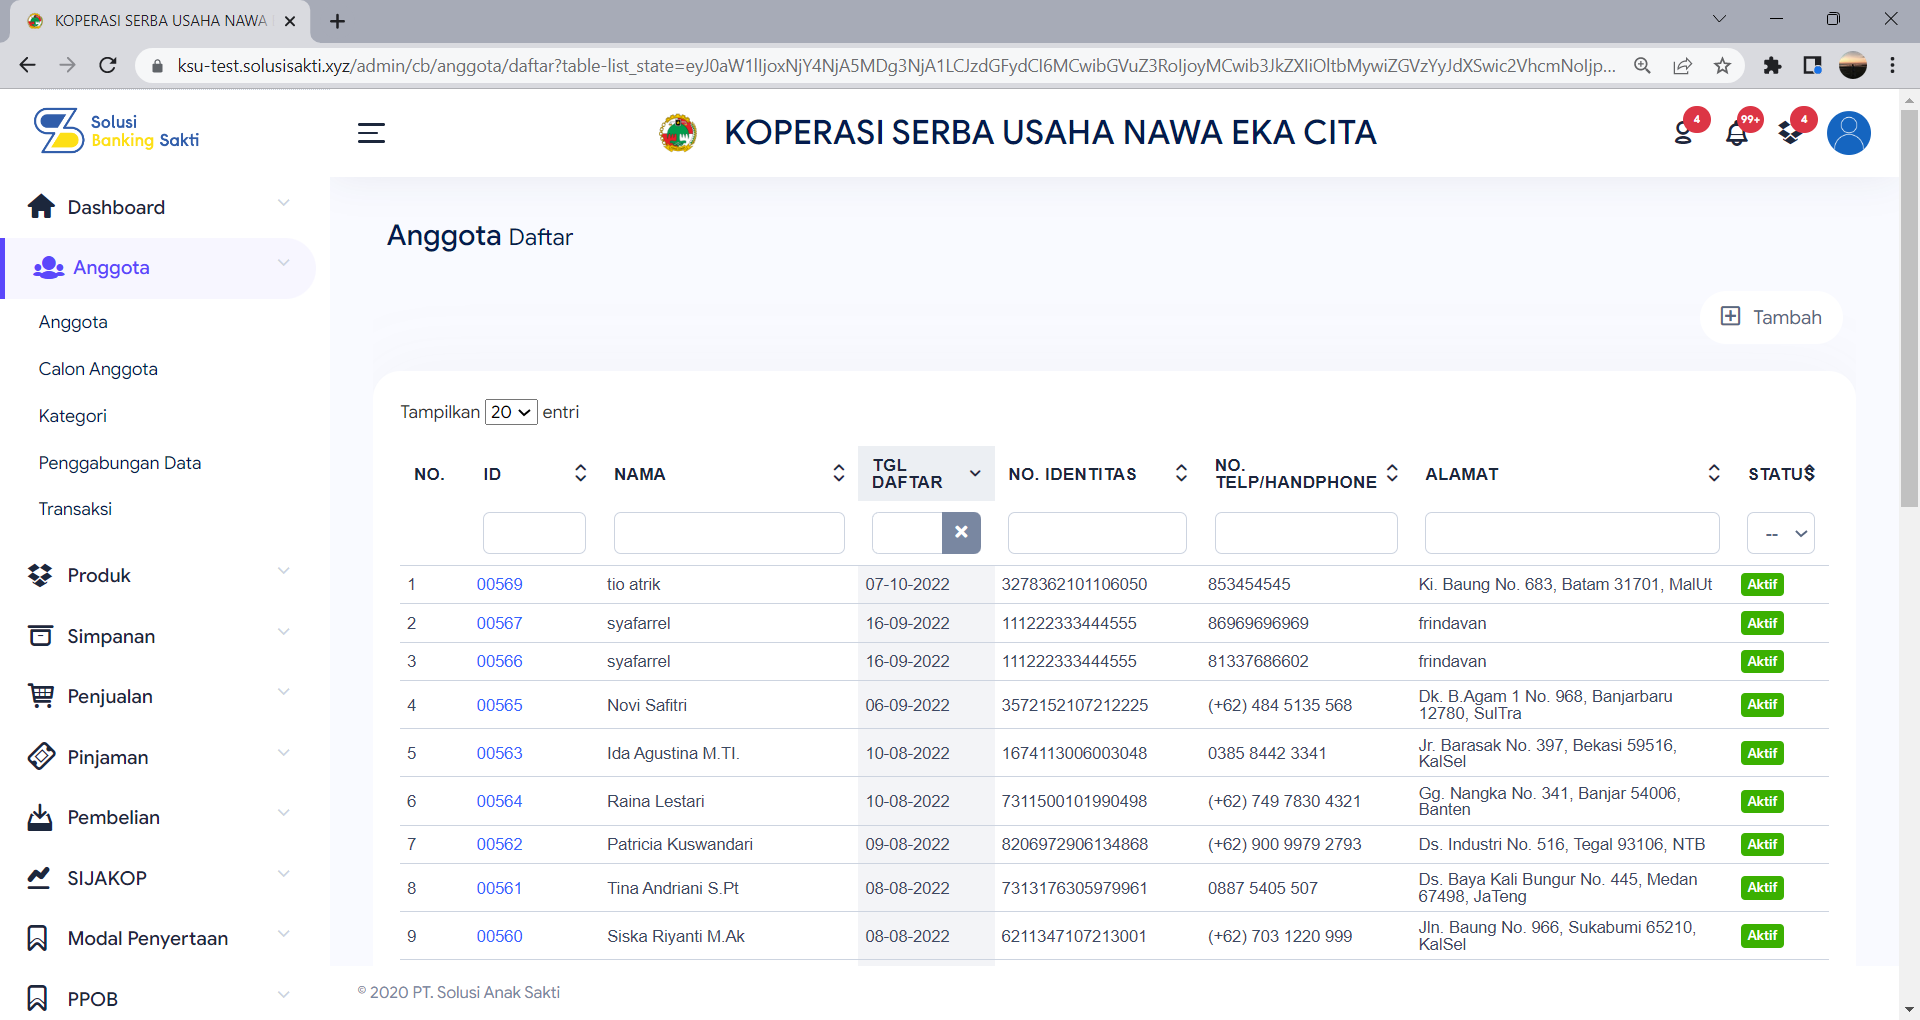 KOPERASI SERBA USAHA NAWA
ksu-test.solusisakti.xyz/admin/cb/anggota/daftar?table-list_state=eyJ0aW1lIjoxNjY4NjA5MDg3NjA1LCJzdGFydCI6MCwibGVuZ3RoIjoyMCwib3JkZXIiOltbMywiZGVzYyJdXSwic2VhcmNoIjp...
Solusi
Banking Sakti
KOPERASI SERBA USAHA NAWA EKA CITA
4
99+
4
Dashboard
Anggota
Anggota
Calon Anggota
Kategori
Penggabungan Data
Transaksi
Produk
Simpanan
Penjualan
Pinjaman
Pembelian
SIJAKOP
Modal Penyertaan
PPOB
Anggota Daftar
Tambah
Tampilkan 20 entri
NO. ID NAMA TGL DAFTAR NO. IDENTITAS NO. TELP/HANDPHONE ALAMAT STATUS
--
1 00569 tio atrik 07-10-2022 3278362101106050 853454545 Ki. Baung No. 683, Batam 31701, MalUt Aktif
2 00567 syafarrel 16-09-2022 111222333444555 86969696969 frindavan Aktif
3 00566 syafarrel 16-09-2022 111222333444555 81337686602 frindavan Aktif
4 00565 Novi Safitri 06-09-2022 3572152107212225 (+62) 484 5135 568 Dk. B.Agam 1 No. 968, Banjarbaru 12780, SulTra Aktif
5 00563 Ida Agustina M.TI. 10-08-2022 1674113006003048 0385 8442 3341 Jr. Barasak No. 397, Bekasi 59516, KalSel Aktif
6 00564 Raina Lestari 10-08-2022 7311500101990498 (+62) 749 7830 4321 Gg. Nangka No. 341, Banjar 54006, Banten Aktif
7 00562 Patricia Kuswandari 09-08-2022 8206972906134868 (+62) 900 9979 2793 Ds. Industri No. 516, Tegal 93106, NTB Aktif
8 00561 Tina Andriani S.Pt 08-08-2022 7313176305979961 0887 5405 507 Ds. Baya Kali Bungur No. 445, Medan 67498, JaTeng Aktif
9 00560 Siska Riyanti M.Ak 08-08-2022 6211347107213001 (+62) 703 1220 999 Jln. Baung No. 966, Sukabumi 65210, KalSel Aktif
© 2020 PT. Solusi Anak Sakti